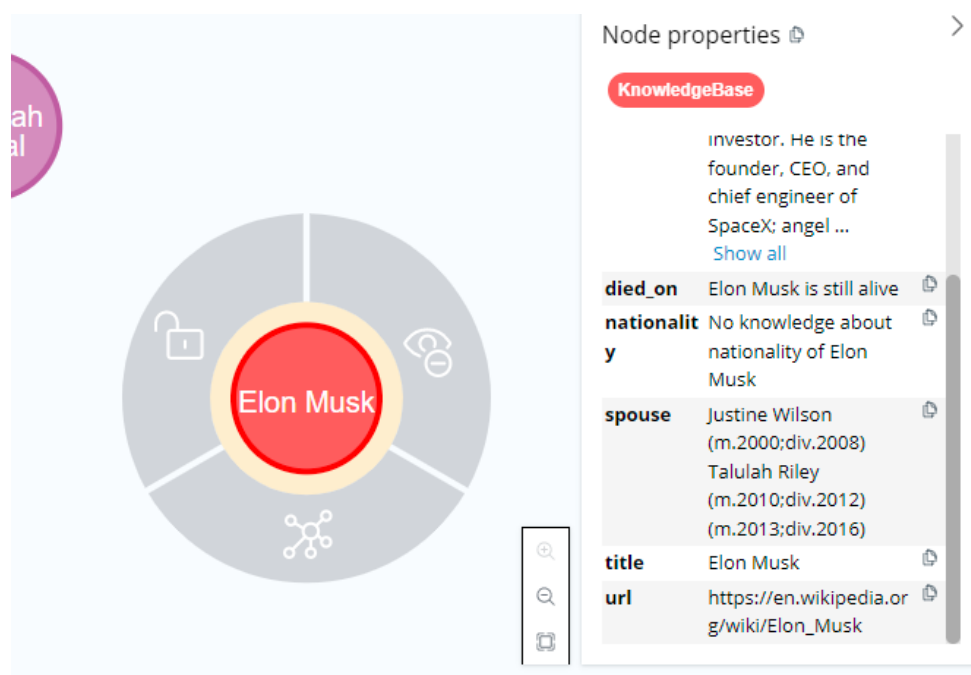 ah
al
Elon Musk
Node properties
KnowledgeBase
investor. He is the
founder, CEO, and
chief engineer of
SpaceX; angel ...
Show all
died_on Elon Musk is still alive
nationalit No knowledge about
y nationality of Elon
Musk
spouse Justine Wilson
(m.2000;div.2008)
Talulah Riley
(m.2010;div.2012)
(m.2013;div.2016)
title Elon Musk
url https://en.wikipedia.or
g/wiki/Elon_Musk